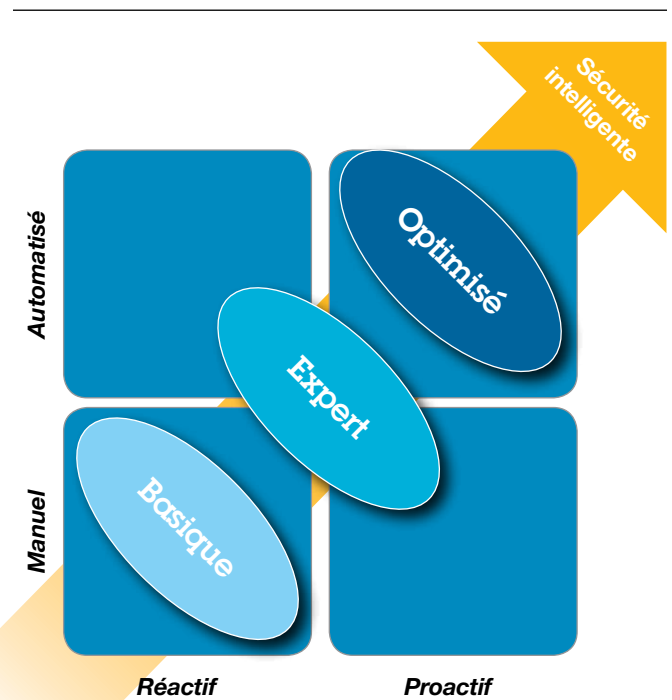 Sécurité
intelligente
Automatisé
Optimisé
Expert
Manuel
Basique
Réactif
Proactif